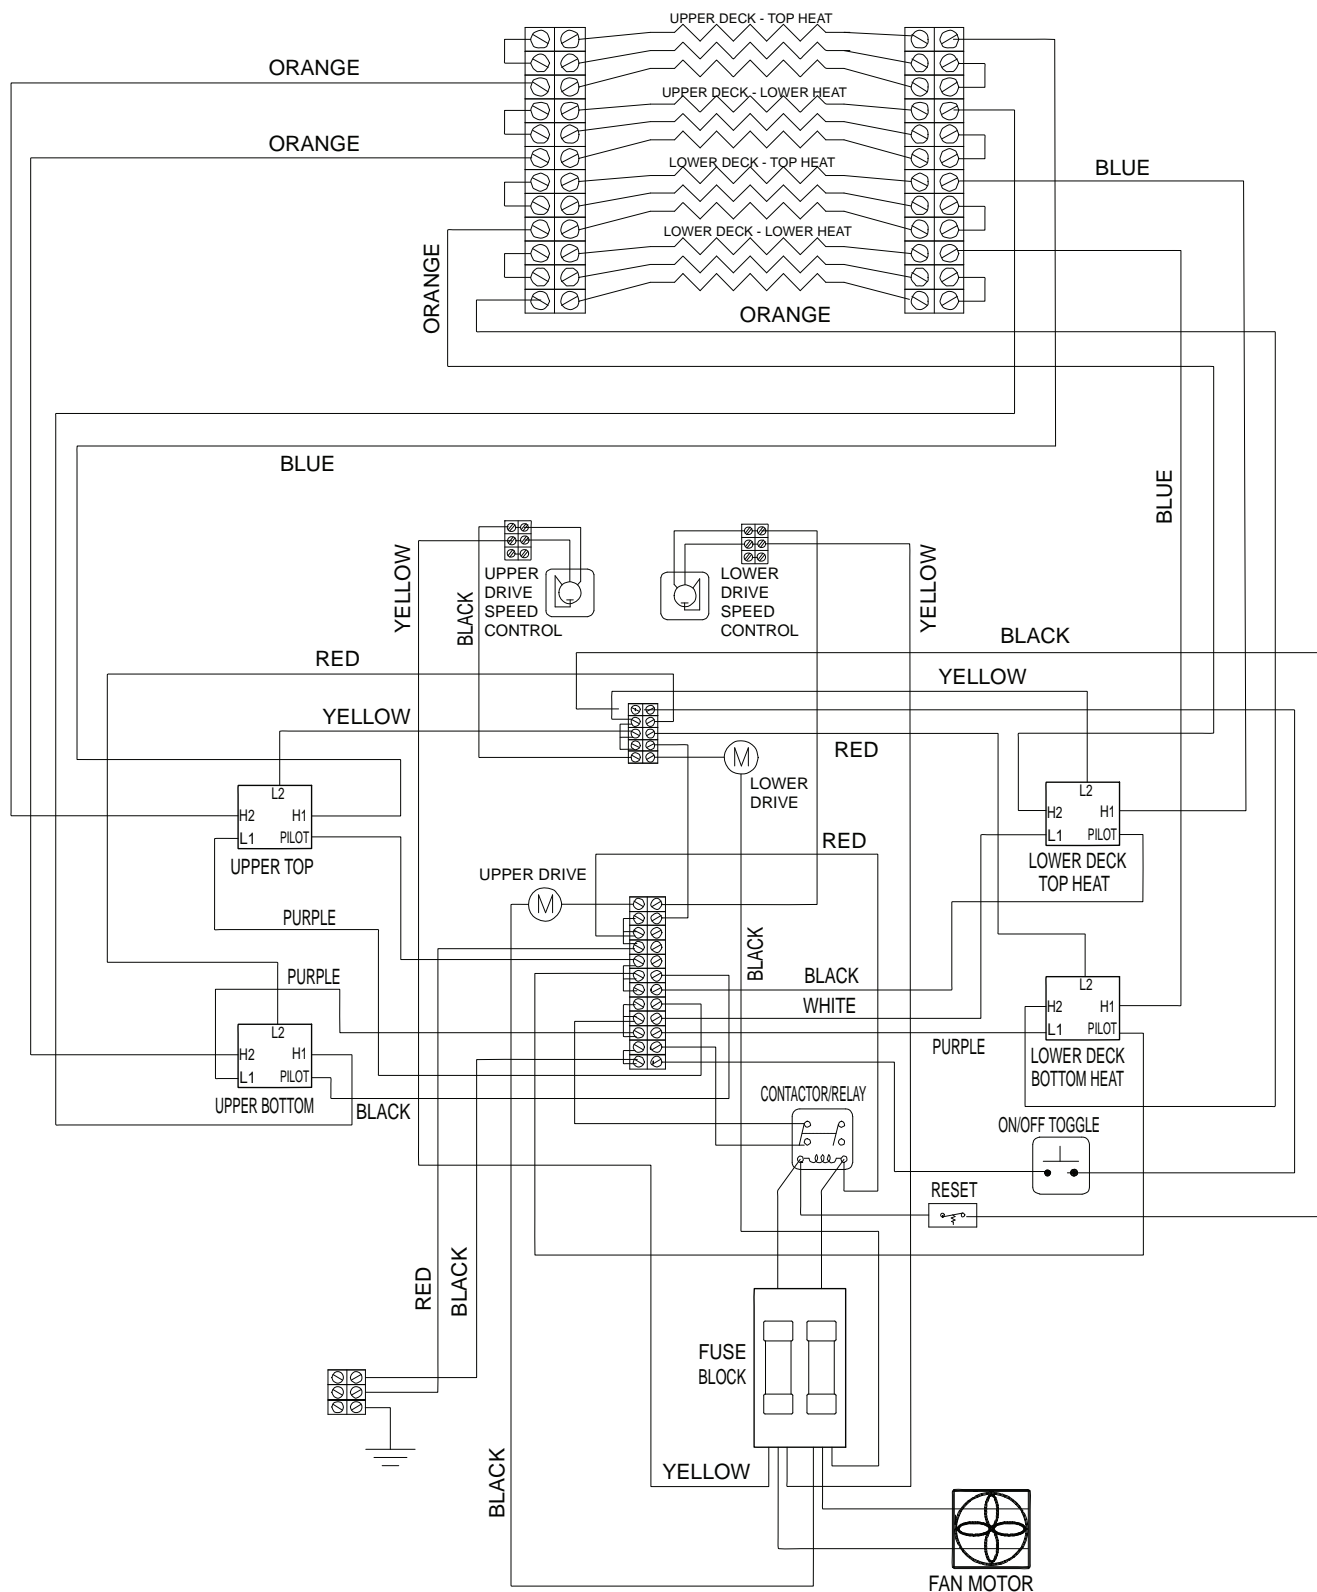 UPPER DECK - TOP HEAT
ORANGE
UPPER DECK - LOWER HEAT
ORANGE
LOWER DECK - TOP HEAT
BLUE
LOWER DECK - LOWER HEAT
ORANGE
ORANGE
BLUE
BLUE
YELLOW
BLACK
UPPER
DRIVE
SPEED
CONTROL
LOWER
DRIVE
SPEED
CONTROL
YELLOW
BLACK
RED
YELLOW
YELLOW
RED
M
LOWER
DRIVE
L2
H2
H1
L1
PILOT
UPPER TOP
L2
H2
H1
L1
PILOT
LOWER DECK
TOP HEAT
RED
UPPER DRIVE
M
PURPLE
BLACK
PURPLE
BLACK
WHITE
PURPLE
L2
H2
H1
L1
PILOT
UPPER BOTTOM
BLACK
L2
H2
H1
L1
PILOT
LOWER DECK
BOTTOM HEAT
CONTACTOR/RELAY
ON/OFF TOGGLE
RESET
RED
BLACK
FUSE
BLOCK
BLACK
YELLOW
FAN MOTOR